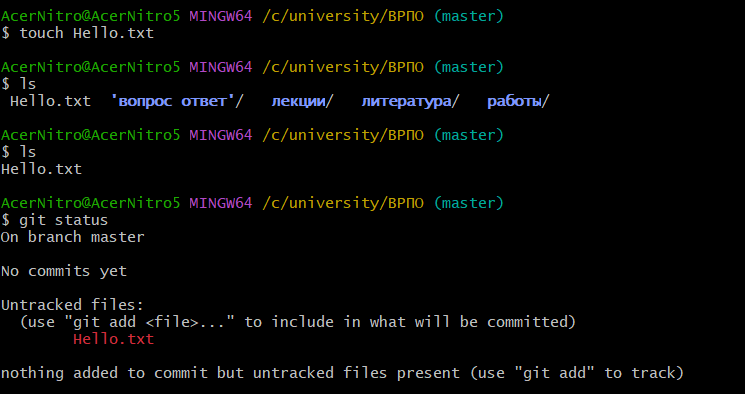 AcerNitro@AcerNitro5 MINGW64 /c/university/ВРПО (master)
$ touch Hello.txt
AcerNitro@AcerNitro5 MINGW64 /c/university/ВРПО (master)
$ ls
Hello.txt 'вопрос ответ'/ лекции/ литература/ работы/
AcerNitro@AcerNitro5 MINGW64 /c/university/ВРПО (master)
$ ls
Hello.txt
AcerNitro@AcerNitro5 MINGW64 /c/university/ВРПО (master)
$ git status
On branch master
No commits yet
Untracked files:
(use "git add <file>..." to include in what will be committed)
Hello.txt
nothing added to commit but untracked files present (use "git add" to track)